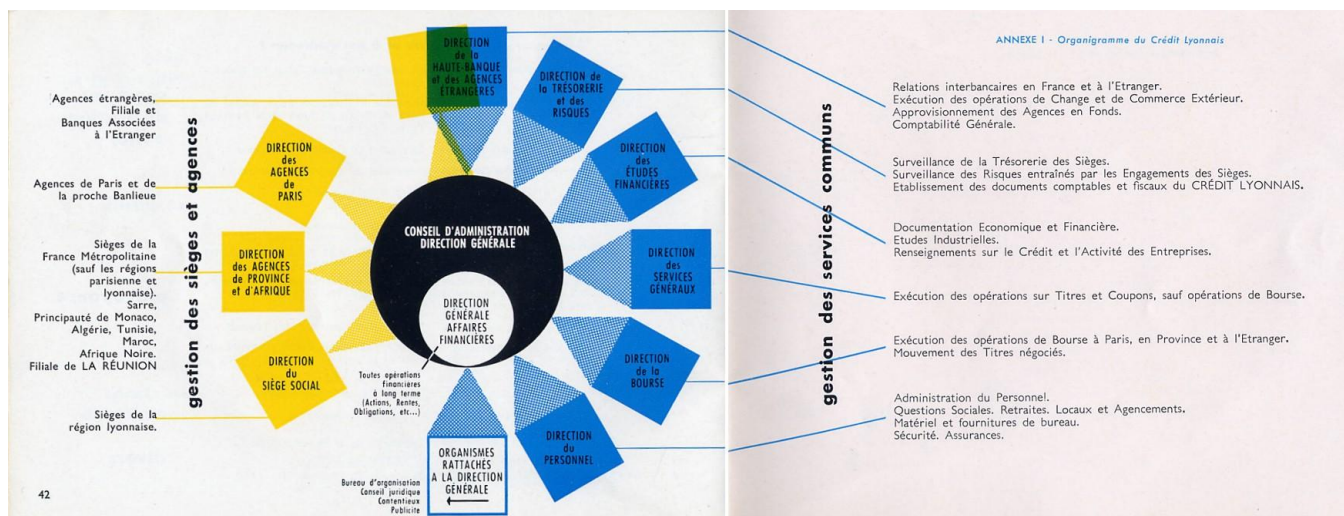 Agences étrangères,
Filiale et
Banques Associées
à l'Etranger
Agences de Paris et de
la proche Banlieue
Sièges de la
France Métropolitaine
(sauf les régions
parisienne et
lyonnaise).
Sarre,
Principauté de Monaco,
Algérie, Tunisie,
Maroc,
Afrique Noire.
Filiale de LA RÉUNION
Sièges de la
région lyonnaise.
42
gestion des sièges et agences
DIRECTION
de la
HAUTE-BANQUE
et des AGENCES
ÉTRANGÈRES
DIRECTION
des
AGENCES
de
PARIS
DIRECTION
des AGENCES
de PROVINCE
et D'AFRIQUE
DIRECTION
du
SIÈGE SOCIAL
DIRECTION de
la TRÉSORERIE
et des
RISQUES
DIRECTION
des
ÉTUDES
FINANCIÈRES
DIRECTION
des
SERVICES
GÉNÉRAUX
DIRECTION
de la
BOURSE
DIRECTION
du
PERSONNEL
CONSEIL D'ADMINISTRATION
DIRECTION GÉNÉRALE
DIRECTION
GÉNÉRALE
AFFAIRES
FINANCIÈRES
Toutes opérations
financières
à long terme
(Actions, Rentes,
Obligations, etc...)
ORGANISMES
RATTACHÉS
A LA DIRECTION
GÉNÉRALE
Bureau d'organisation
Conseil juridique
Contentieux
Publicite
gestion des services communs
ANNEXE I - Organigramme du Crédit Lyonnais
Relations interbancaires en France et à l'Etranger.
Exécution des opérations de Change et de Commerce Extérieur.
Approvisionnement des Agences en Fonds.
Comptabilité Générale.
Surveillance de la Trésorerie des Sièges.
Surveillance des Risques entraînés par les Engagements des Sièges.
Etablissement des documents comptables et fiscaux du CRÉDIT LYONNAIS.
Documentation Economique et Financière.
Etudes Industrielles.
Renseignements sur le Crédit et l'Activité des Entreprises.
Exécution des opérations sur Titres et Coupons, sauf opérations de Bourse.
Exécution des opérations de Bourse à Paris, en Province et à l'Etranger.
Mouvement des Titres négociés.
Administration du Personnel.
Questions Sociales. Retraites. Locaux et Agencements.
Matériel et fournitures de bureau.
Sécurité. Assurances.